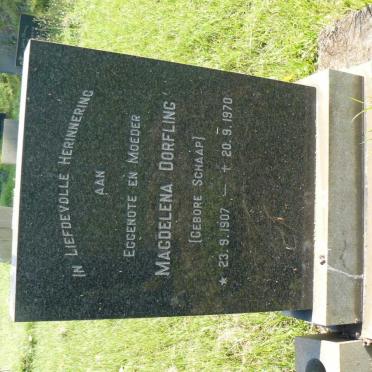 IN LIEFDEVOLLE HERINNERING
AAN
EGGENOTE EN MOEDER
MAGDELENA DORFLING
[GEBORE SCHAAP]
★ 23.9.1907 — ✝ 20.9.1970